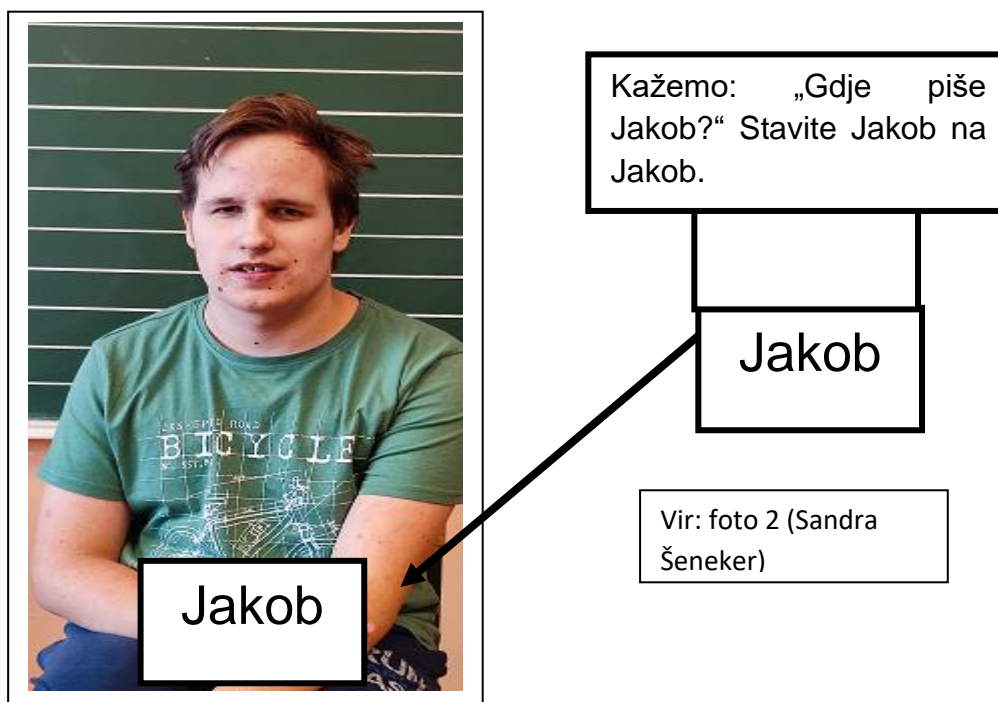 Kažemo: „Gdje piše
Jakob?“ Stavite Jakob na
Jakob.
Jakob
Vir: foto 2 (Sandra
Šeneker)
BICYCLE
Jakob